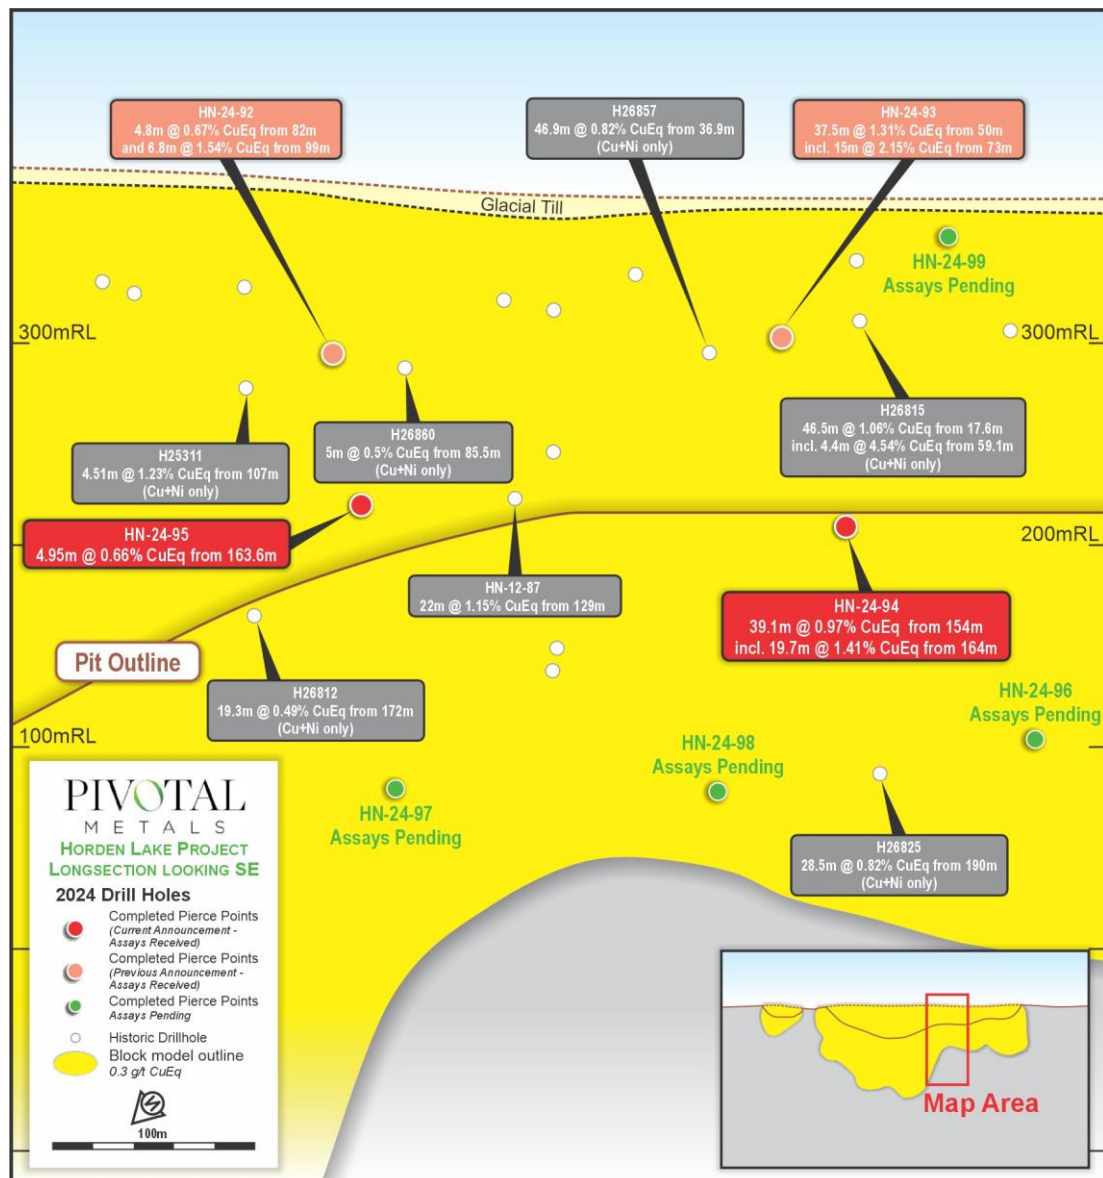 HN-24-92
4.8m @ 0.67% CuEq from 82m
and 6.8m @ 1.54% CuEq from 99m
H26857
46.9m @ 0.82% CuEq from 36.9m
(Cu+Ni only)
HN-24-93
37.5m @ 1.31% CuEq from 50m
incl. 15m @ 2.15% CuEq from 73m
Glacial Till
HN-24-99
Assays Pending
300mRL
300mRL
H25311
4.51m @ 1.23% CuEq from 107m
(Cu+Ni only)
H26860
5m @ 0.5% CuEq from 85.5m
(Cu+Ni only)
H26815
46.5m @ 1.06% CuEq from 17.6m
incl. 4.4m @ 4.54% CuEq from 59.1m
(Cu+Ni only)
HN-24-95
4.95m @ 0.66% CuEq from 163.6m
200mRL
HN-12-87
22m @ 1.15% CuEq from 129m
HN-24-94
39.1m @ 0.97% CuEq from 154m
incl. 19.7m @ 1.41% CuEq from 164m
Pit Outline
H26812
19.3m @ 0.49% CuEq from 172m
(Cu+Ni only)
HN-24-96
Assays Pending
100mRL
HN-24-98
Assays Pending
HN-24-97
Assays Pending
H26825
28.5m @ 0.82% CuEq from 190m
(Cu+Ni only)
PIVOTAL
METALS
HORDEN LAKE PROJECT
LONGSECTION LOOKING SE
2024 Drill Holes
Completed Pierce Points
(Current Announcement -
Assays Received)
Completed Pierce Points
(Previous Announcement -
Assays Received)
Completed Pierce Points
Assays Pending
Historic Drillhole
Block model outline
0.3 g/t CuEq
100m
Map Area